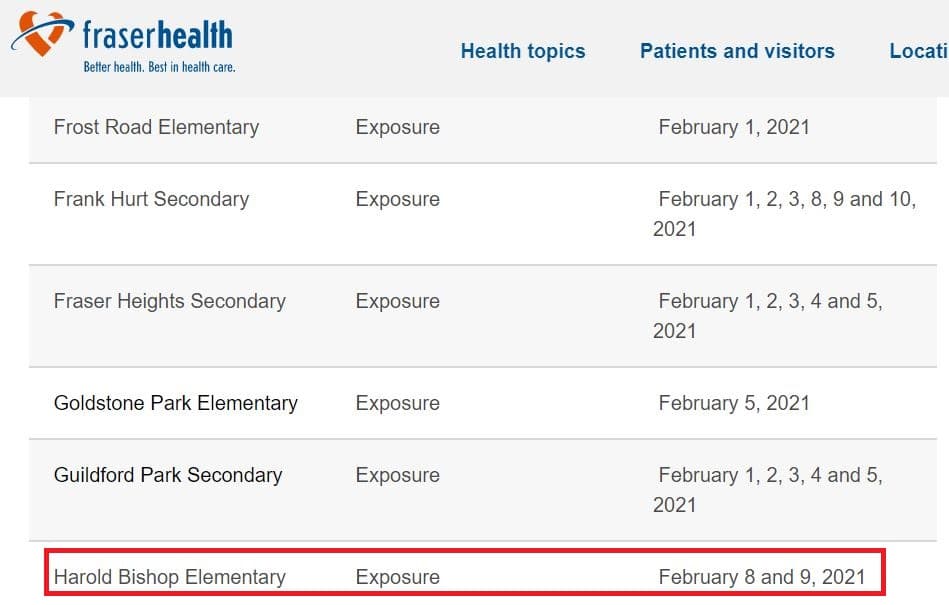 fraserhealth
Better health. Best in health care.
Health topics Patients and visitors Locati
Frost Road Elementary Exposure February 1, 2021
Frank Hurt Secondary Exposure February 1, 2, 3, 8, 9 and 10,
2021
Fraser Heights Secondary Exposure February 1, 2, 3, 4 and 5,
2021
Goldstone Park Elementary Exposure February 5, 2021
Guildford Park Secondary Exposure February 1, 2, 3, 4 and 5,
2021
Harold Bishop Elementary Exposure February 8 and 9, 2021